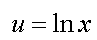 u = ln x